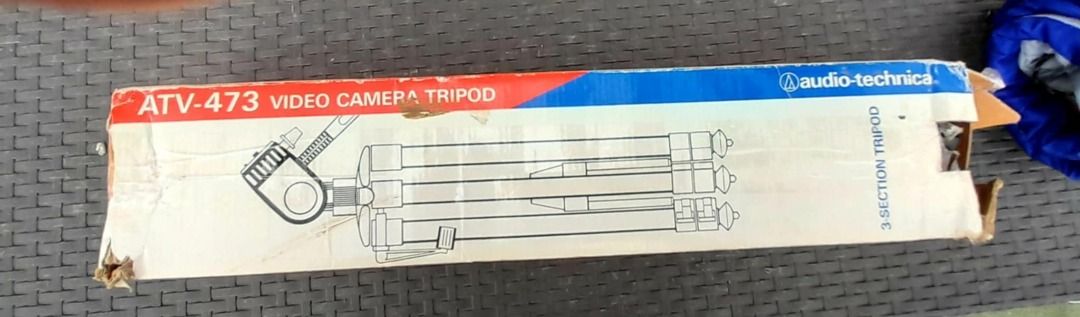 ATV-473 VIDEO CAMERA TRIPOD
audio-technica
3-SECTION TRIPOD